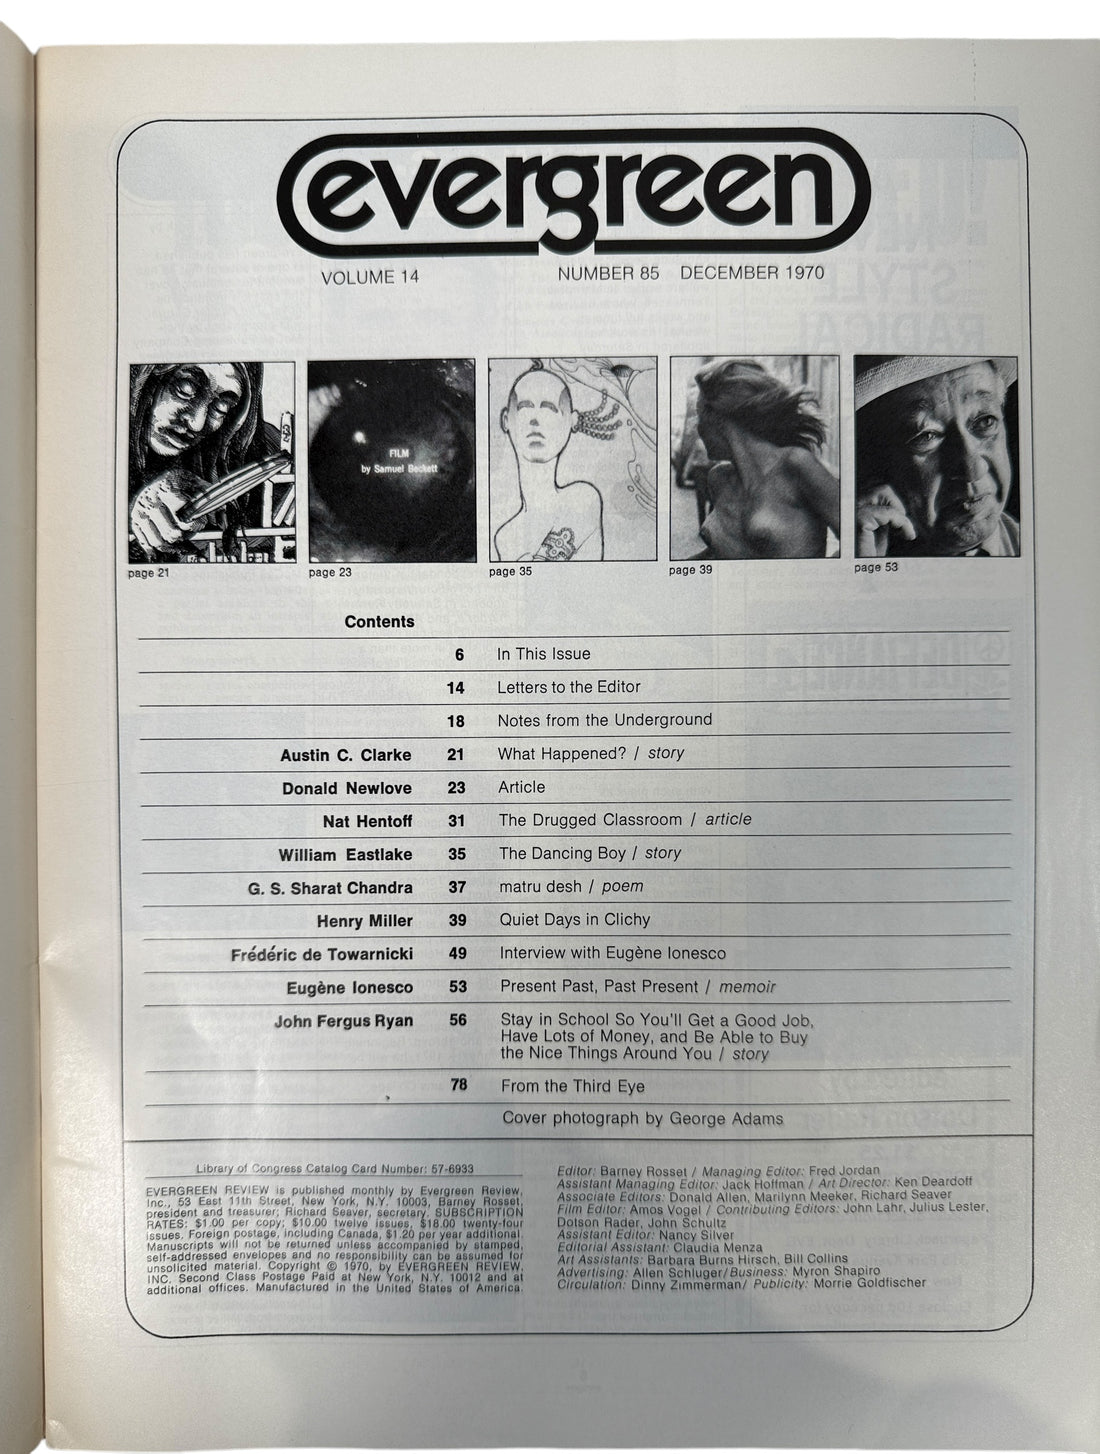 evergreen
VOLUME 14 NUMBER 85 DECEMBER 1970
FILM
by Samuel Beckett
page 21
page 23
page 35
page 39
page 53
Contents
6 In This Issue
14 Letters to the Editor
18 Notes from the Underground
Austin C. Clarke 21 What Happened? / story
Donald Newlove 23 Article
Nat Hentoff 31 The Drugged Classroom / article
William Eastlake 35 The Dancing Boy / story
G. S. Sharat Chandra 37 matru desh / poem
Henry Miller 39 Quiet Days in Clichy
Frédéric de Towarnicki 49 Interview with Eugène Ionesco
Eugène Ionesco 53 Present Past, Past Present / memoir
John Fergus Ryan 56 Stay in School So You'll Get a Good Job,
Have Lots of Money, and Be Able to Buy
the Nice Things Around You / story
78 From the Third Eye
Cover photograph by George Adams
Library of Congress Catalog Card Number: 57-6933
EVERGREEN REVIEW is published monthly by Evergreen Review,
Inc., 53 East 11th Street, New York, N.Y. 10003, Barney Rosset,
president and treasurer; Richard Seaver, secretary. SUBSCRIPTION
RATES: $1.00 per copy; $10.00 twelve issues, $18.00 twenty-four
issues. Foreign postage, including Canada, $1.20 per year additional.
Manuscripts will not be returned unless accompanied by stamped,
self-addressed envelopes and no responsibility can be assumed for
unsolicited material. Copyright © 1970, by EVERGREEN REVIEW,
INC. Second Class Postage Paid at New York, N.Y. 10012 and at
additional offices. Manufactured in the United States of America.
Editor: Barney Rosset / Managing Editor: Fred Jordan
Assistant Managing Editor: Jack Hoffman / Art Director: Ken Deardoff
Associate Editors: Donald Allen, Marilynn Meeker, Richard Seaver
Film Editor: Amos Vogel / Contributing Editors: John Lahr, Julius Lester,
Dotson Rader, John Schultz
Assistant Editor: Nancy Silver
Editorial Assistant: Claudia Menza
Art Assistants: Barbara Burns Hirsch, Bill Collins
Advertising: Allen Schluger/Business: Myron Shapiro
Circulation: Dinny Zimmerman/ Publicity: Morrie Goldfischer